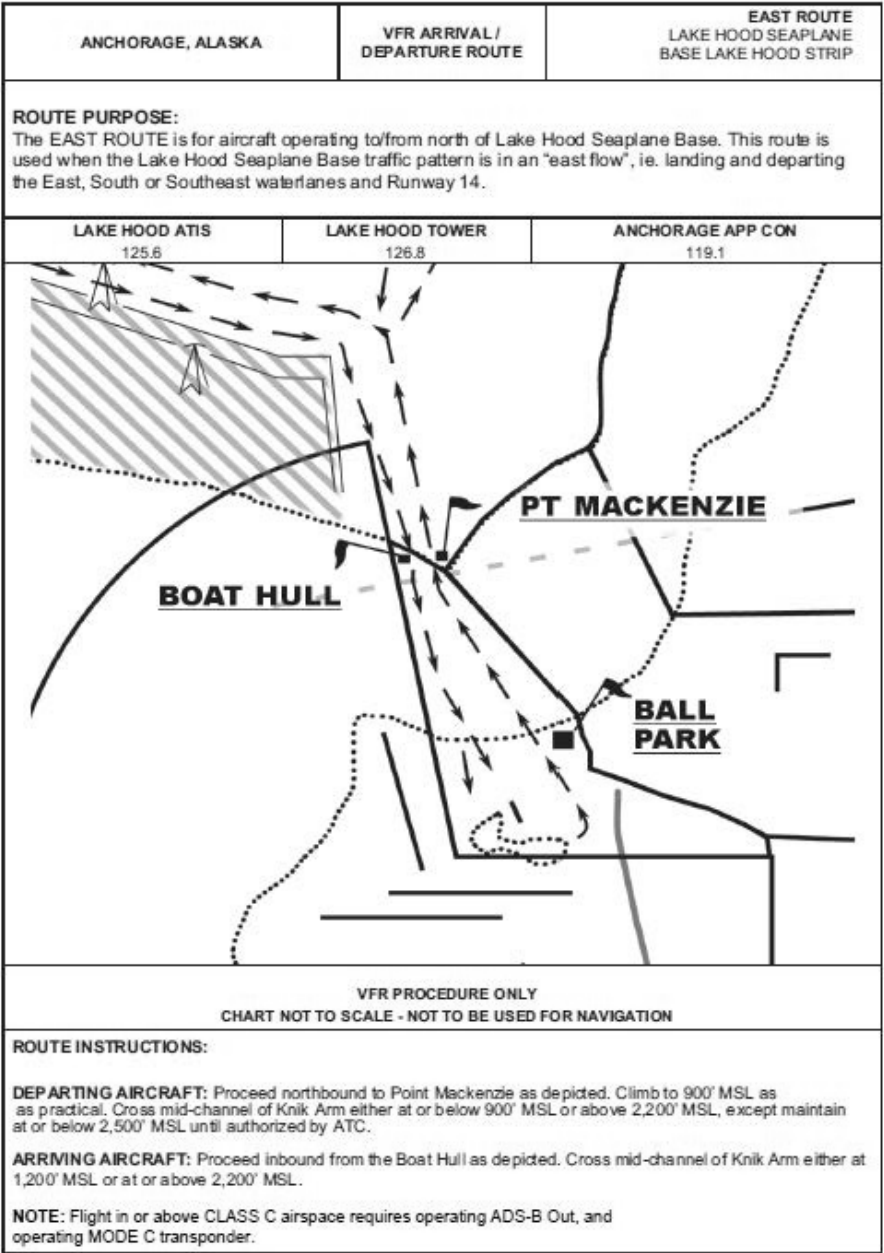 ANCHORAGE, ALASKA
VFR ARRIVAL /
DEPARTURE ROUTE
EAST ROUTE
LAKE HOOD SEAPLANE
BASE LAKE HOOD STRIP
ROUTE PURPOSE:
The EAST ROUTE is for aircraft operating to/from north of Lake Hood Seaplane Base. This route is
used when the Lake Hood Seaplane Base traffic pattern is in an “east flow”, ie. landing and departing
the East, South or Southeast waterlanes and Runway 14.
LAKE HOOD ATIS
125.6
LAKE HOOD TOWER
126.8
ANCHORAGE APP CON
119.1
PT MACKENZIE
BOAT HULL
BALL
PARK
VFR PROCEDURE ONLY
CHART NOT TO SCALE - NOT TO BE USED FOR NAVIGATION
ROUTE INSTRUCTIONS:
DEPARTING AIRCRAFT: Proceed northbound to Point Mackenzie as depicted. Climb to 900' MSL as
as practical. Cross mid-channel of Knik Arm either at or below 900' MSL or above 2,200' MSL, except maintain
at or below 2,500' MSL until authorized by ATC.
ARRIVING AIRCRAFT: Proceed inbound from the Boat Hull as depicted. Cross mid-channel of Knik Arm either at
1,200' MSL or at or above 2,200' MSL.
NOTE: Flight in or above CLASS C airspace requires operating ADS-B Out, and
operating MODE C transponder.